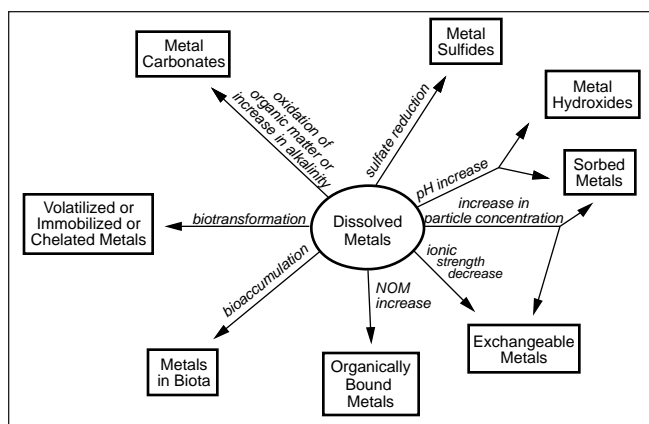 Metal
Carbonates
Metal
Sulfides
Metal
Hydroxides
oxidation of
organic matter or
increase in alkalinity
sulfate reduction
pH increase
Sorbed
Metals
increase in
particle concentration
Volatilized or
Immobilized or
Chelated Metals
biotransformation
Dissolved
Metals
ionic
strength
decrease
bioaccumulation
NOM
increase
Metals
in Biota
Organically
Bound
Metals
Exchangeable
Metals